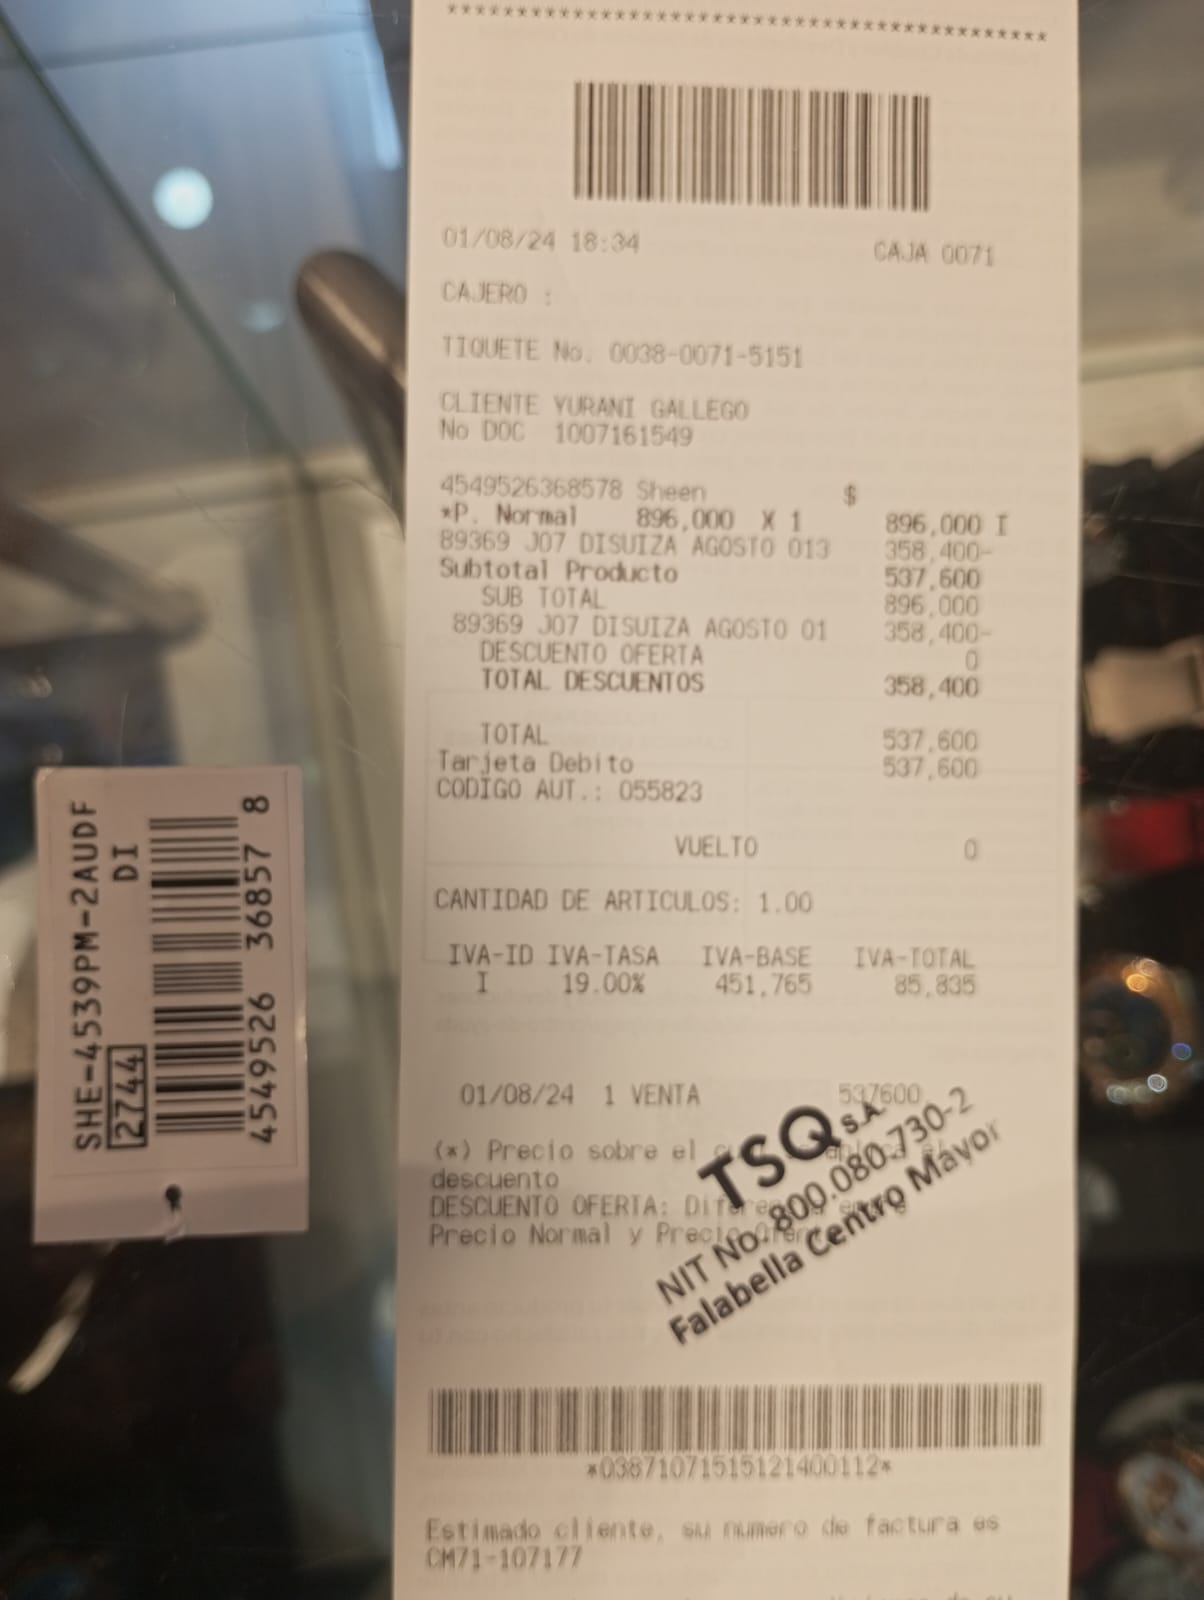 ************************************************
01/08/24 18:34 CAJA 0071
CAJERO :
TIQUETE No. 0038-0071-5151
CLIENTE YURANI GALLEGO
No DOC 1007161549
4549526368578 Sheen $
*P. Normal 896,000 X 1 896,000 I
89369 J07 DISUIZA AGOSTO 013 358,400-
Subtotal Producto 537,600
SUB TOTAL 896,000
89369 J07 DISUIZA AGOSTO 01 358,400-
DESCUENTO OFERTA 0
TOTAL DESCUENTOS 358,400
TOTAL 537,600
Tarjeta Debito 537,600
CODIGO AUT.: 055823
VUELTO 0
CANTIDAD DE ARTICULOS: 1.00
IVA-ID IVA-TASA IVA-BASE IVA-TOTAL
I 19.00% 451,765 85,835
01/08/24 1 VENTA 537600
(*) Precio sobre el
descuento
DESCUENTO OFERTA:
Precio Normal y Precio
TSQ S.A.
NIT No. 800.080.730-2
Falabella Centro Mayor
*03871071515121400112*
Estimado cliente, su numero de factura es
CM71-107177
SHE-4539PM-2AUDF
DI
2744
4549526 36857 8